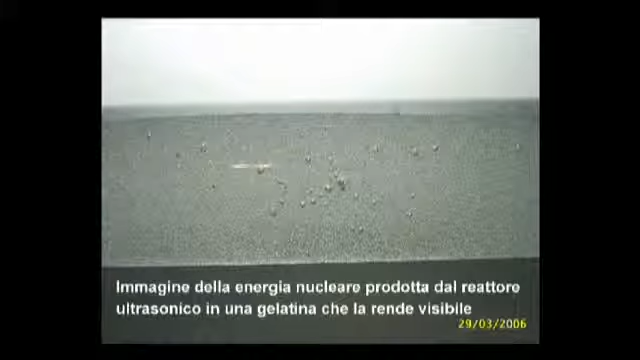 Immagine della energia nucleare prodotta dal reattore
ultrasonico in una gelatina che la rende visibile
29/03/2006